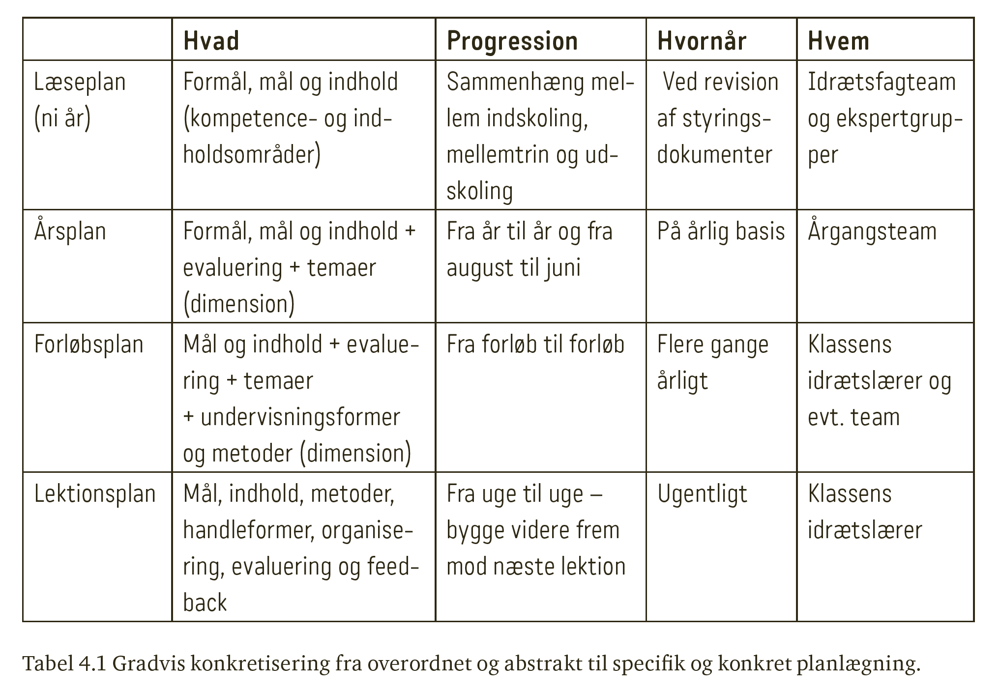 Hvad
Progression
Hvornår
Hvem
Læseplan
(ni år)
Formål, mål og indhold
(kompetence- og ind-
holdsområder)
Sammenhæng mel-
lem indskoling,
mellemtrin og ud-
skoling
Ved revision
af styrings-
dokumenter
Idrætsfagteam
og ekspertgrup-
per
Årsplan
Formål, mål og indhold +
evaluering + temaer
(dimension)
Fra år til år og fra
august til juni
På årlig basis
Årgangsteam
Forløbsplan
Mål og indhold + evalue-
ring + temaer
+ undervisningsformer
og metoder (dimension)
Fra forløb til forløb
Flere gange
årligt
Klassens
idrætslærer og
evt. team
Lektionsplan
Mål, indhold, metoder,
handleformer, organise-
ring, evaluering og feed-
back
Fra uge til uge –
bygge videre frem
mod næste lektion
Ugentligt
Klassens
idrætslærer
Tabel 4.1 Gradvis konkretisering fra overordnet og abstrakt til specifik og konkret planlægning.